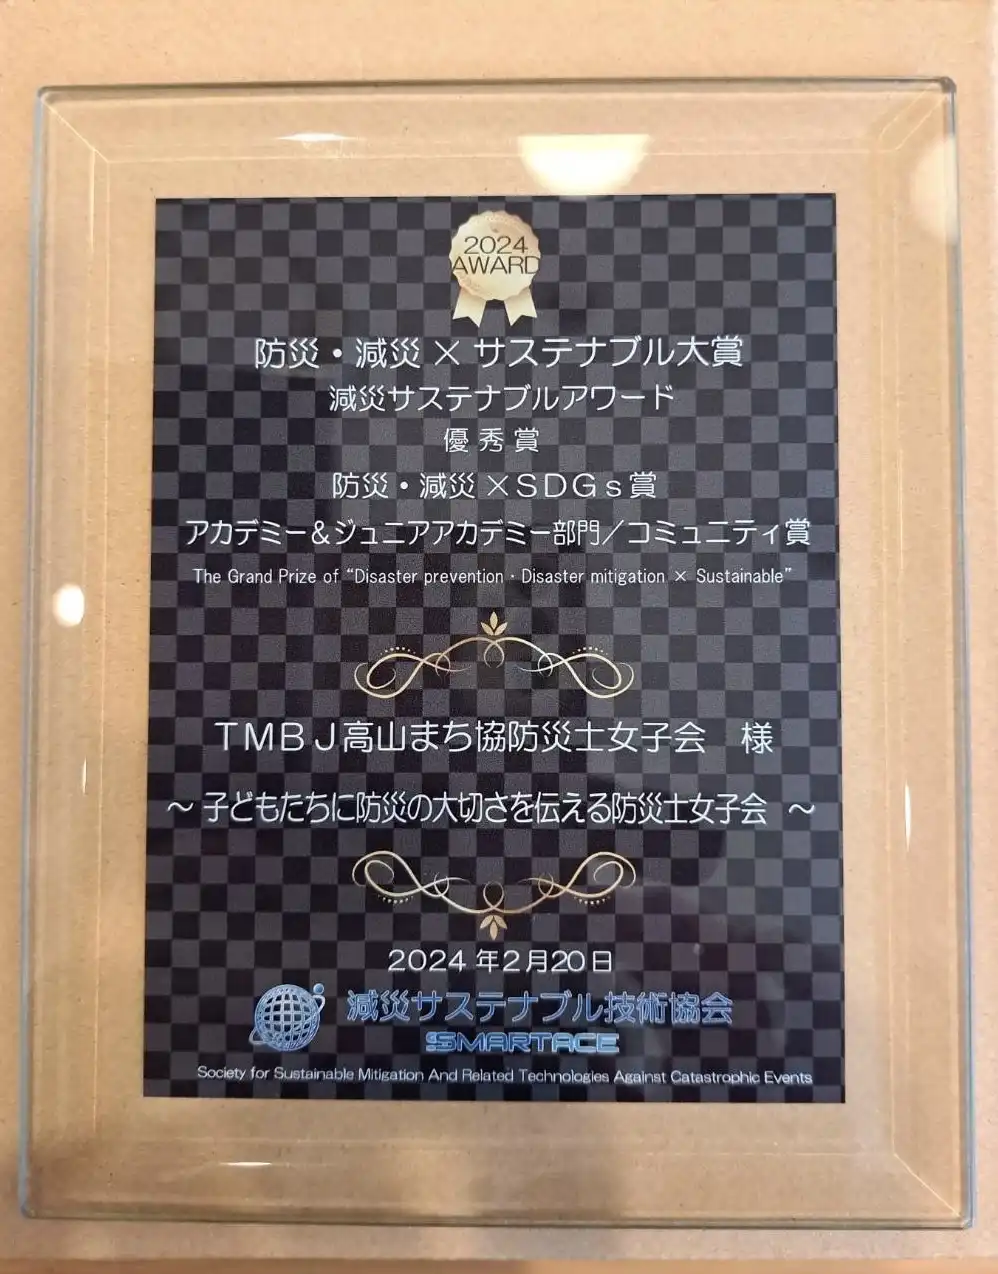 2024
AWARD
防災・減災×サステナブル大賞
減災サステナブルアワード
優秀賞
防災・減災×SDGs賞
アカデミー&ジュニアアカデミー部門/コミュニティ賞
The Grand Prize of “Disaster prevention・Disaster mitigation × Sustainable”
TMBJ高山まち協防災士女子会 様
～ 子どもたちに防災の大切さを伝える防災士女子会 ～
2024年2月20日
減災サステナブル技術協会
SMARTACE
Society for Sustainable Mitigation And Related Technologies Against Catastrophic Events